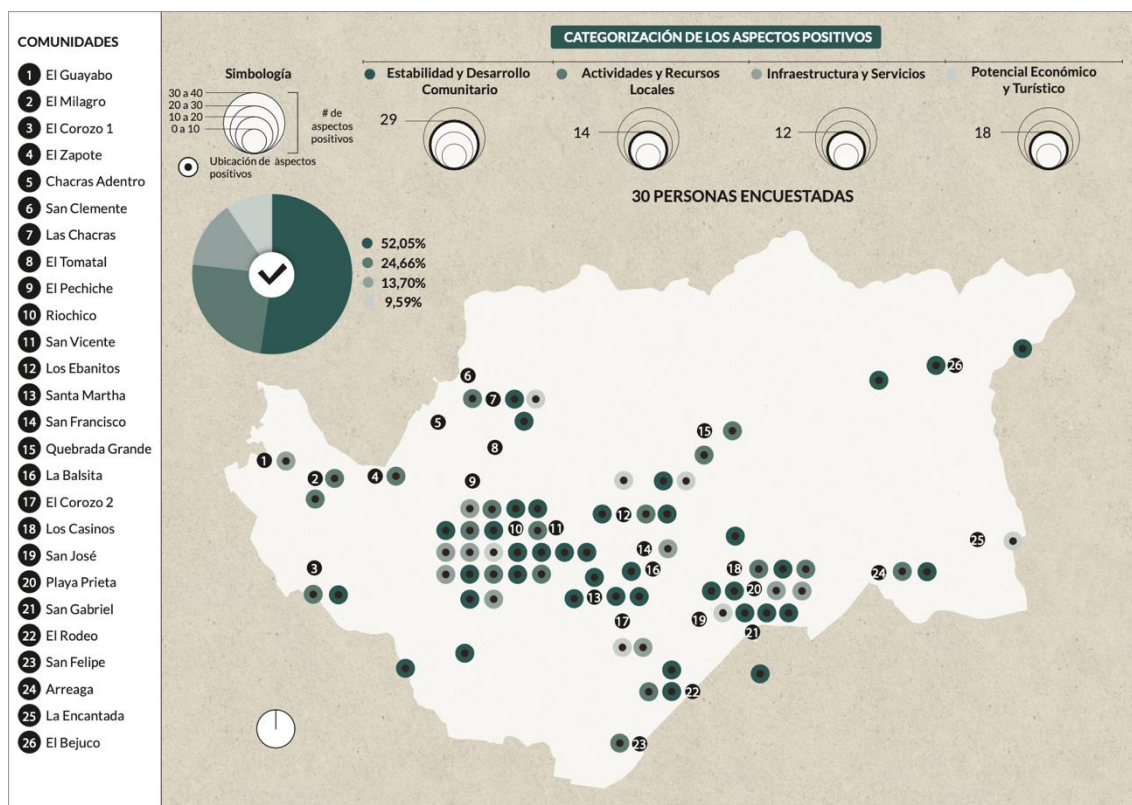 COMUNIDADES
1 El Guayabo
2 El Milagro
3 El Corozo 1
4 El Zapote
5 Chacras Adentro
6 San Clemente
7 Las Chacras
8 El Tomatal
9 El Pechiche
10 Riochico
11 San Vicente
12 Los Ebanitos
13 Santa Martha
14 San Francisco
15 Quebrada Grande
16 La Balsita
17 El Corozo 2
18 Los Casinos
19 San José
20 Playa Prieta
21 San Gabriel
22 El Rodeo
23 San Felipe
24 Arreaga
25 La Encantada
26 El Bejuco
CATEGORIZACIÓN DE LOS ASPECTOS POSITIVOS
Simbología
30 a 40
20 a 30
10 a 20
0 a 10
# de
aspectos
positivos
Ubicación de aspectos
positivos
Estabilidad y Desarrollo
Comunitario
29
Actividades y Recursos
Locales
14
Infraestructura y Servicios
12
Potencial Económico
y Turístico
18
30 PERSONAS ENCUESTADAS
52,05%
24,66%
13,70%
9,59%
26
6
7
5
15
8
1
2
4
9
12
10
11
25
14
3
16
18
24
20
13
19
17
21
22
23